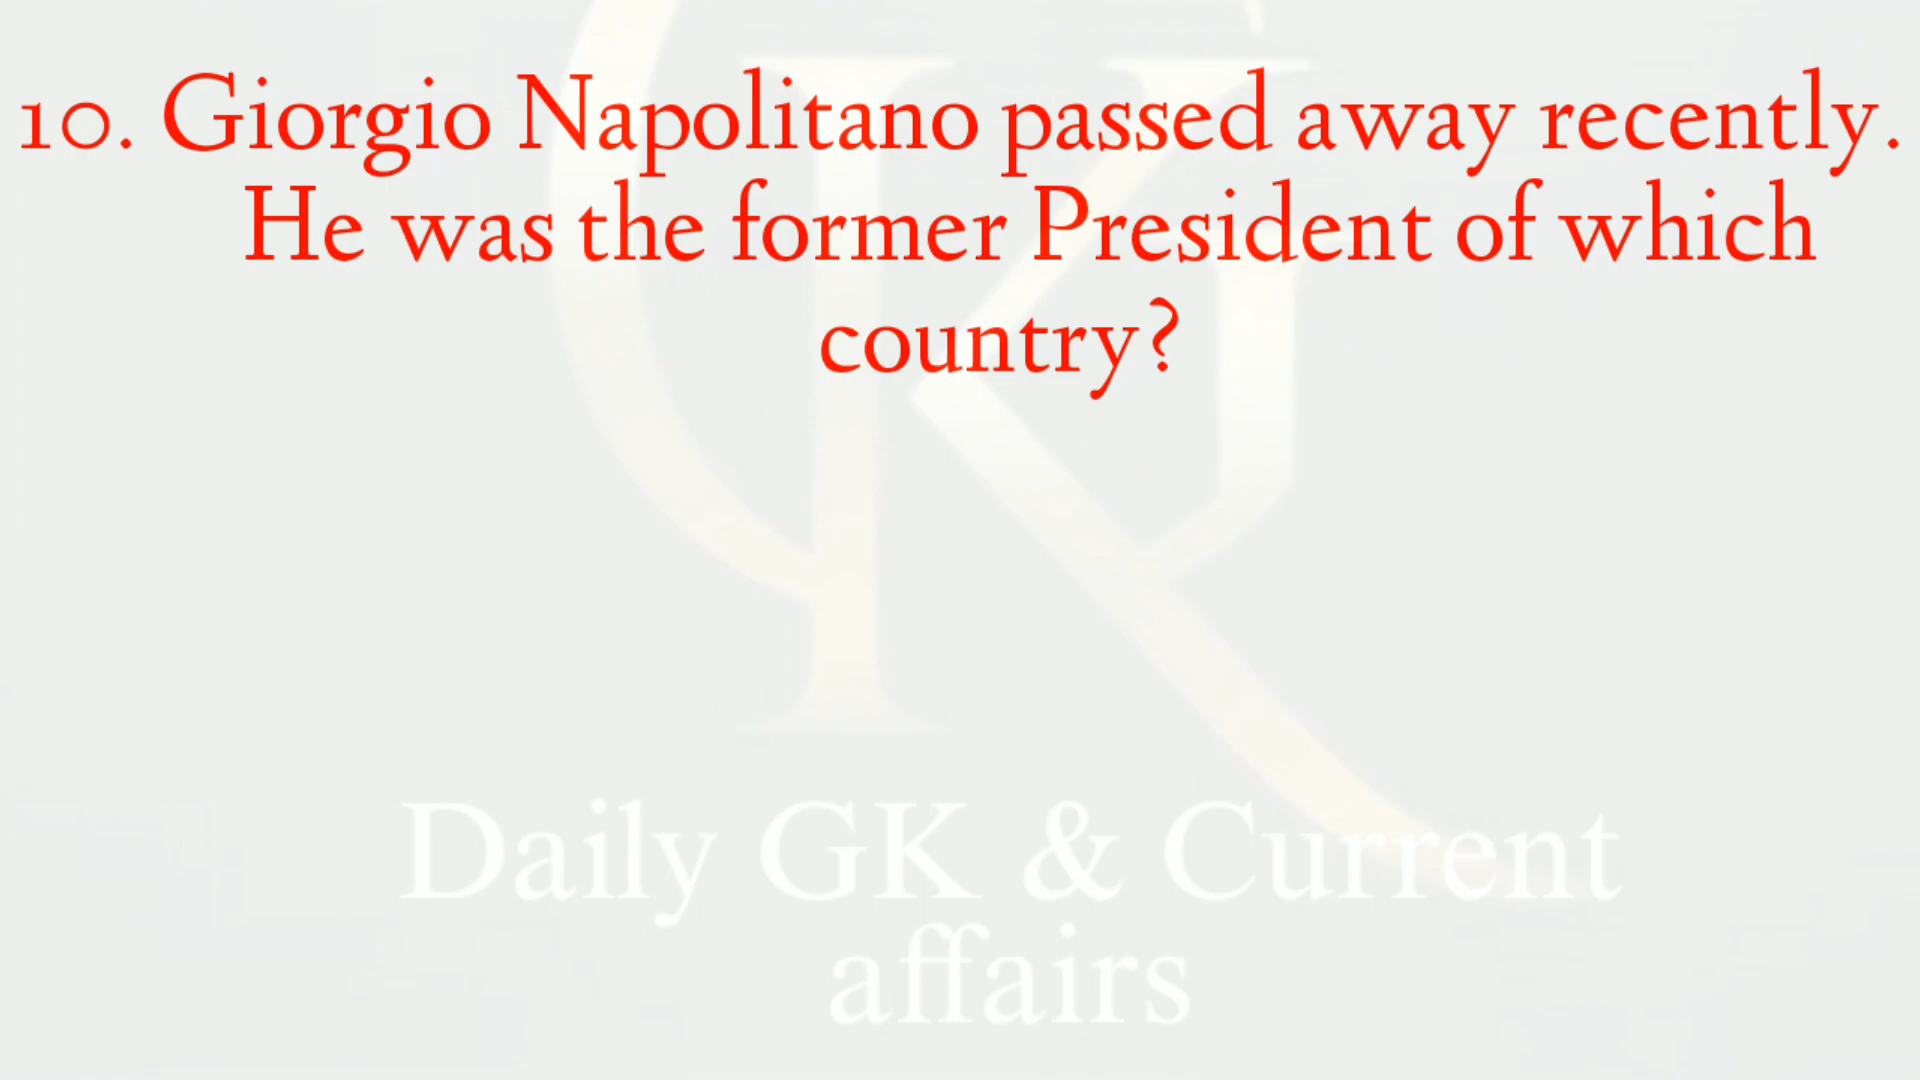 10. Giorgio Napolitano passed away recently.
He was the former President of which
country?
Daily GK & Current
affairs